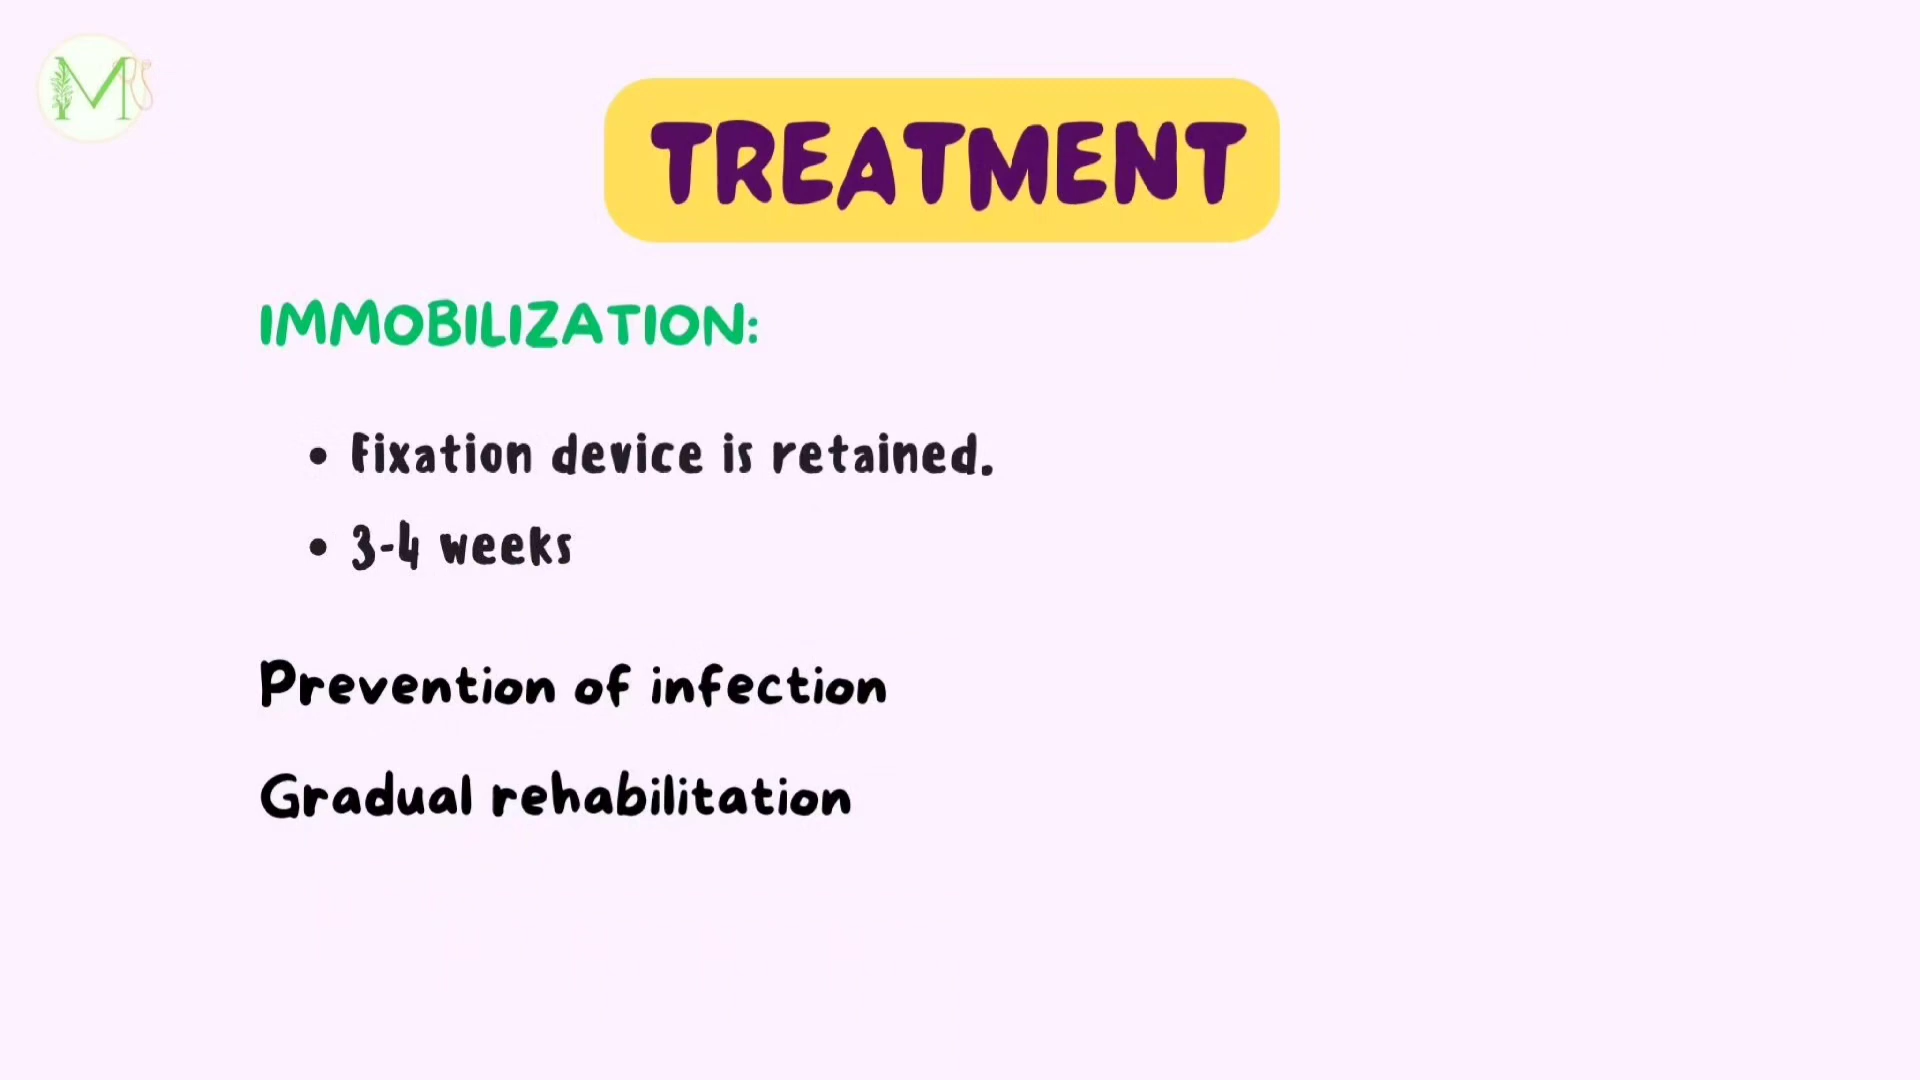 M
TREATMENT
IMMOBILIZATION:
• Fixation device is retained.
• 3-4 weeks
Prevention of infection
Gradual rehabilitation